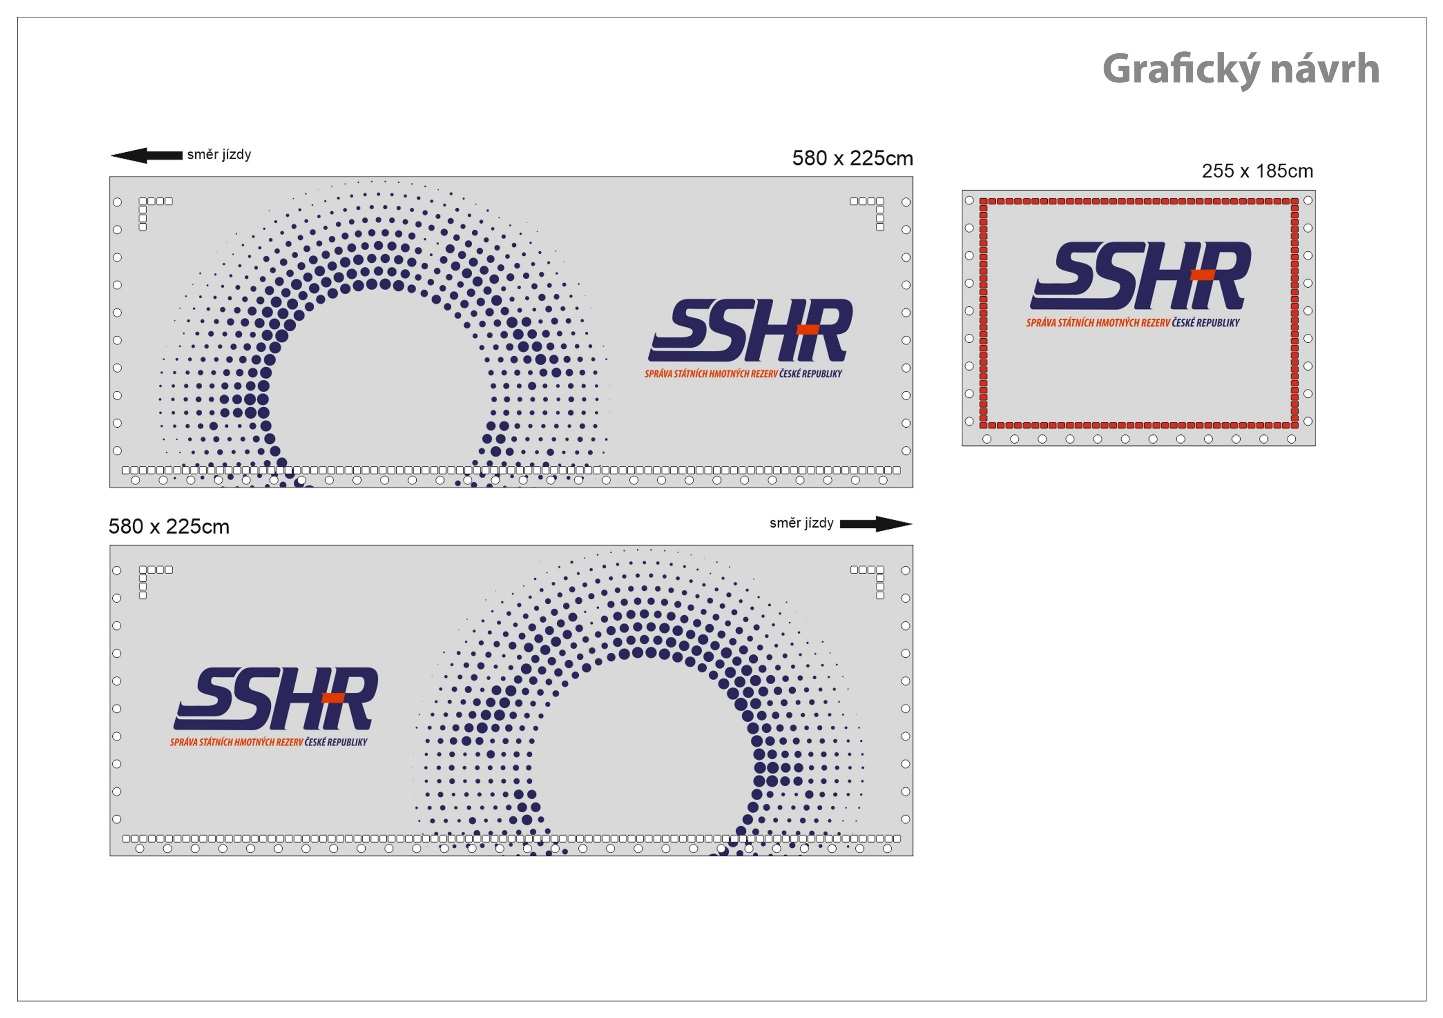 Grafický návrh
směr jízdy
580 x 225cm
255 x 185cm
SSHR
SPRÁVA STÁTNÍCH HMOTNÝCH REZERV ČESKÉ REPUBLIKY
SSHR
SPRÁVA STÁTNÍCH HMOTNÝCH REZERV ČESKÉ REPUBLIKY
580 x 225cm
směr jízdy
SSHR
SPRÁVA STÁTNÍCH HMOTNÝCH REZERV ČESKÉ REPUBLIKY